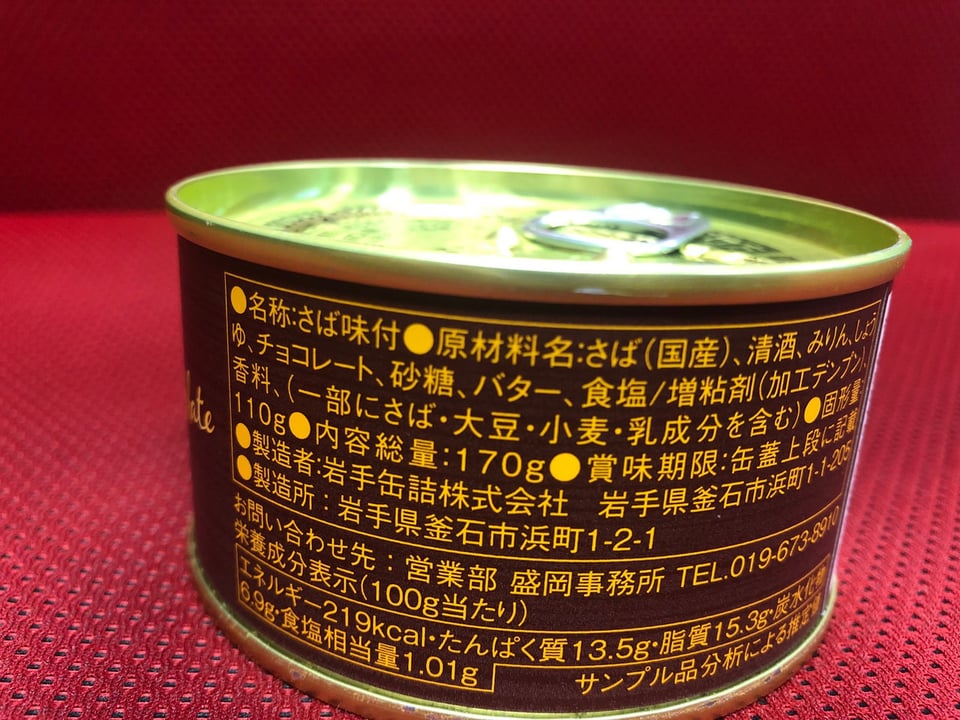 ●名称:さば味付●原材料名:さば(国産)、清酒、みりん、しょう
ゆ、チョコレート、砂糖、バター、食塩/増粘剤(加工デンプン)、
香料、(一部にさば・大豆・小麦・乳成分を含む)●固形量:
110g●内容総量:170g●賞味期限:缶蓋上段に記載
●製造者:岩手缶詰株式会社 岩手県釜石市浜町1-1-205
●製造所:岩手県釜石市浜町1-2-1
お問い合わせ先:営業部 盛岡事務所 TEL.019-673-8910
栄養成分表示(100g当たり)
エネルギー219kcal・たんぱく質13.5g・脂質15.3g・炭水化物
6.9g・食塩相当量1.01g
サンプル品分析による推定値
late